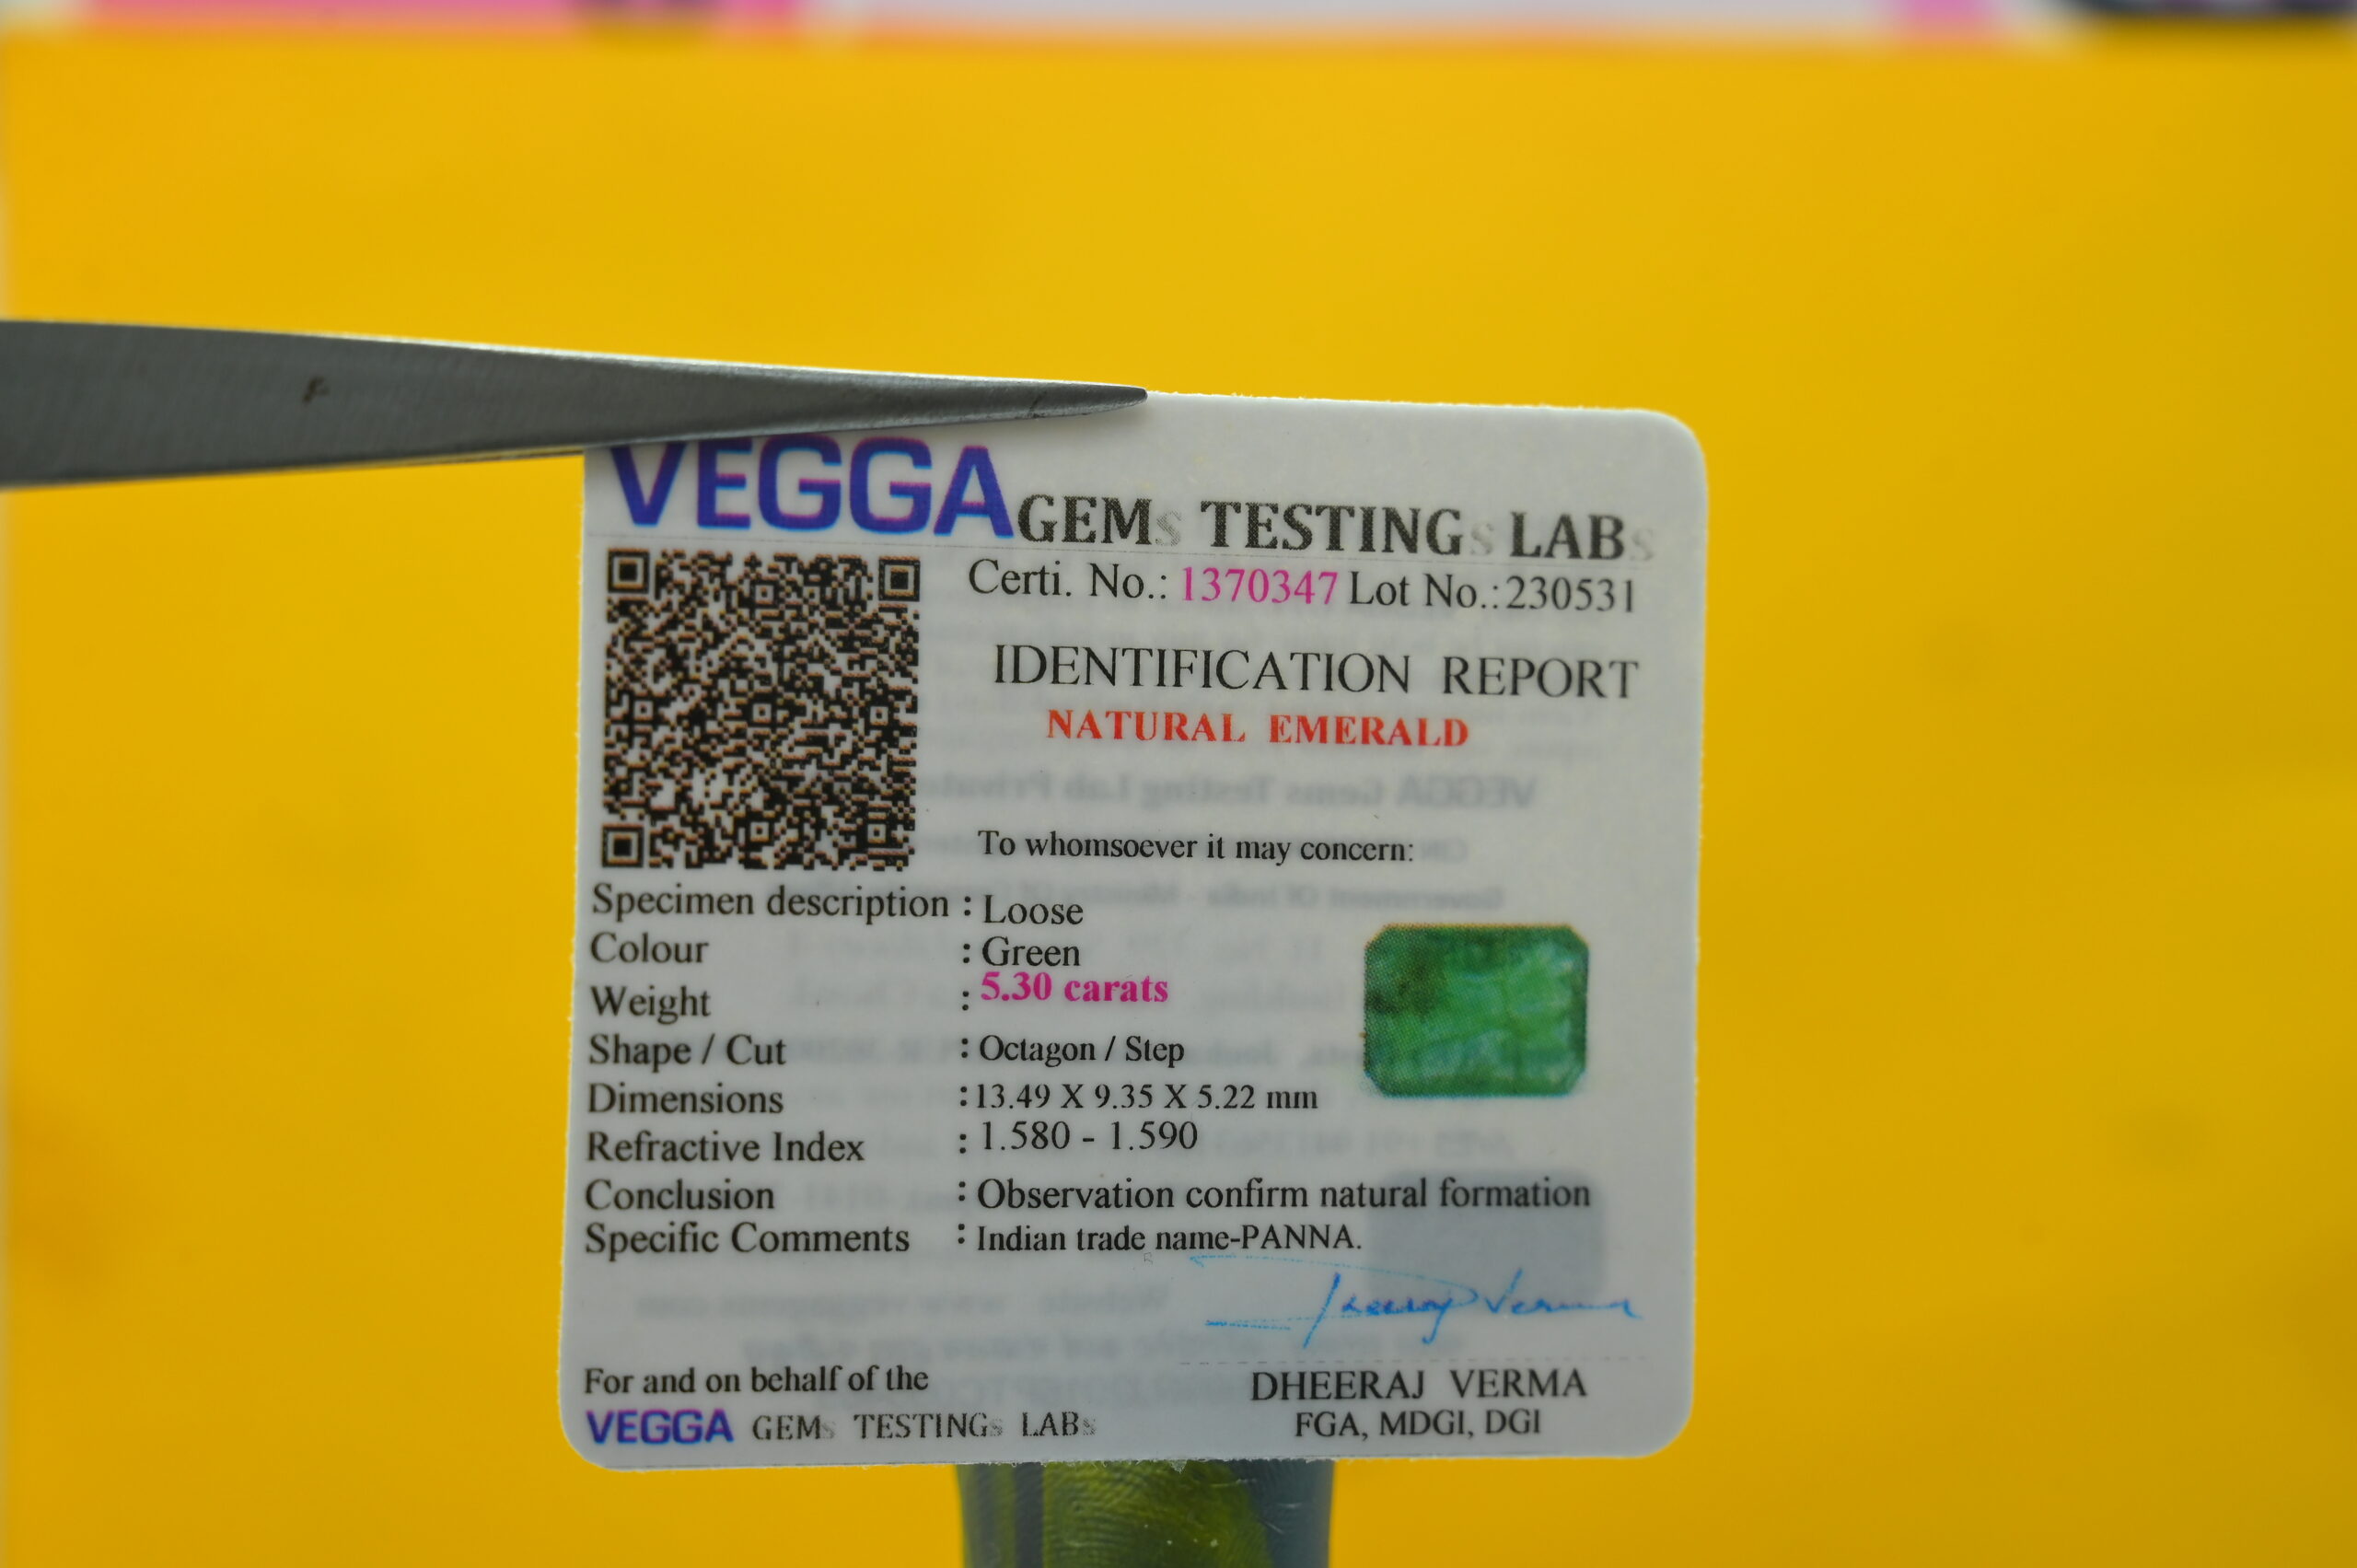 VEGGA GEMs TESTINGs LABs
Certi. No.: 1370347 Lot No.:230531
IDENTIFICATION REPORT
NATURAL EMERALD
To whomsoever it may concern:
Specimen description : Loose
Colour : Green
Weight : 5.30 carats
Shape / Cut : Octagon / Step
Dimensions : 13.49 X 9.35 X 5.22 mm
Refractive Index : 1.580 - 1.590
Conclusion : Observation confirm natural formation
Specific Comments : Indian trade name-PANNA.
Dheeraj Verma
For and on behalf of the
VEGGA GEMs TESTINGs LABs
DHEERAJ VERMA
FGA, MDGI, DGI